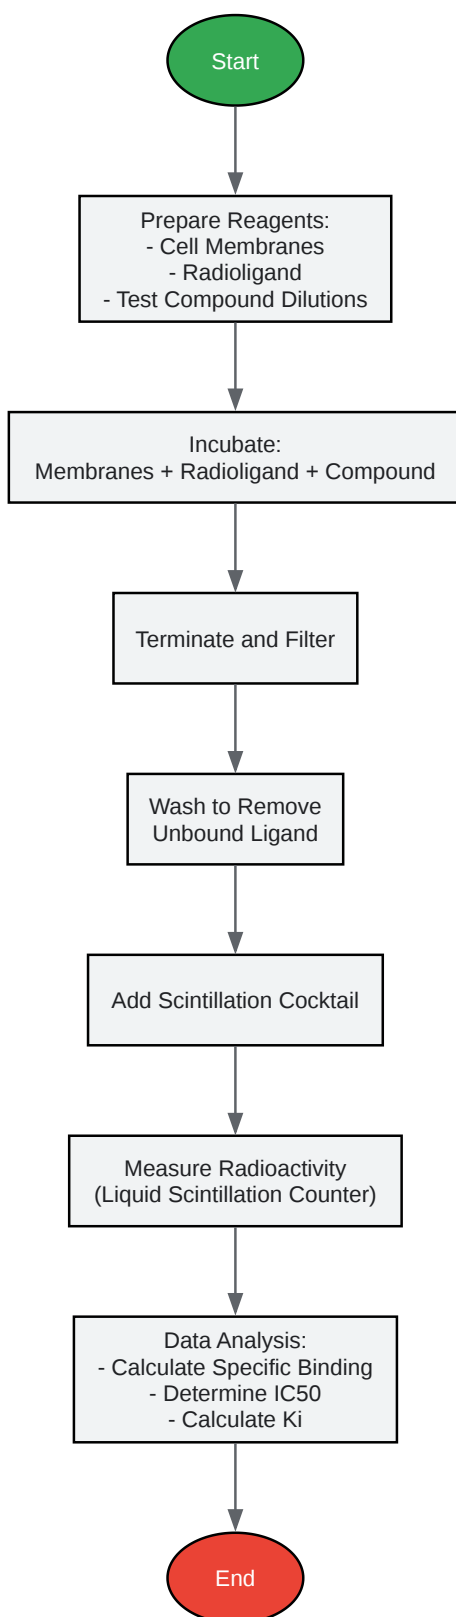 Start
Prepare Reagents:
- Cell Membranes
- Radioligand
- Test Compound Dilutions
Incubate:
Membranes + Radioligand + Compound
Terminate and Filter
Wash to Remove
Unbound Ligand
Add Scintillation Cocktail
Measure Radioactivity
(Liquid Scintillation Counter)
Data Analysis:
- Calculate Specific Binding
- Determine IC50
- Calculate Ki
End